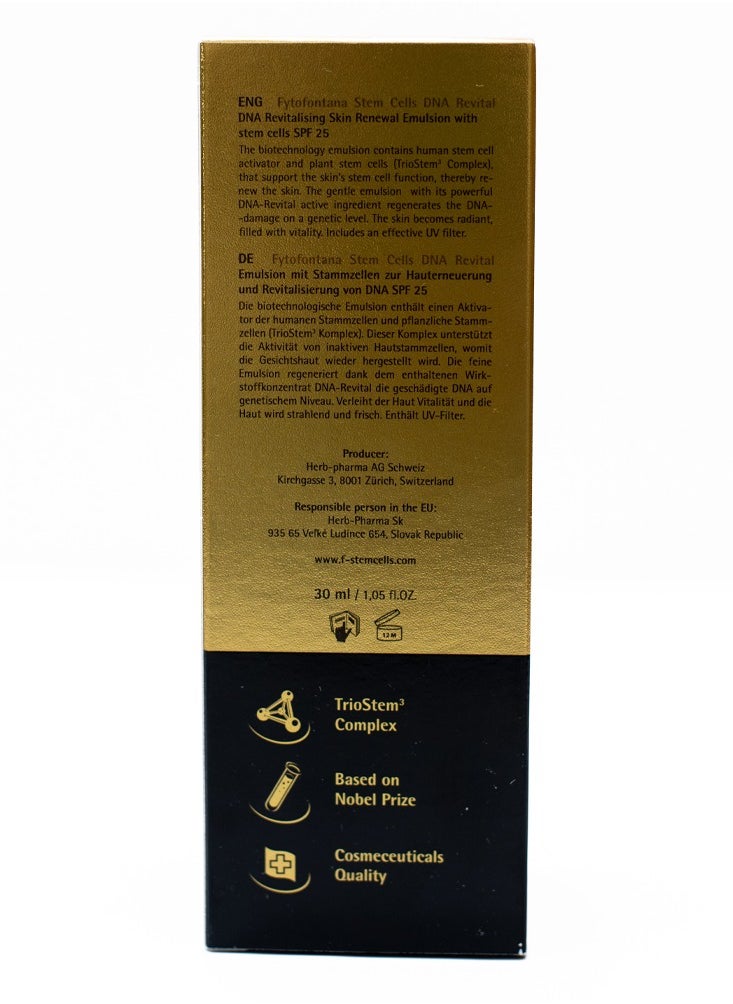 ENG Fytofontana Stem Cells DNA Revital
DNA Revitalising Skin Renewal Emulsion with
stem cells SPF 25
The biotechnology emulsion contains human stem cell
activator and plant stem cells (TrioStem³ Complex),
that support the skin's stem cell function, thereby re-
new the skin. The gentle emulsion with its powerful
DNA-Revital active ingredient regenerates the DNA-
-damage on a genetic level. The skin becomes radiant,
filled with vitality. Includes an effective UV filter.
DE Fytofontana Stem Cells DNA Revital
Emulsion mit Stammzellen zur Hauterneuerung
und Revitalisierung von DNA SPF 25
Die biotechnologische Emulsion enthält einen Aktiva-
tor der humanen Stammzellen und pflanzliche Stamm-
zellen (TrioStem³ Komplex). Dieser Komplex unterstützt
die Aktivität von inaktiven Hautstammzellen, womit
die Gesichtshaut wieder hergestellt wird. Die feine
Emulsion regeneriert dank dem enthaltenen Wirk-
stoffkonzentrat DNA-Revital die geschädigte DNA auf
genetischem Niveau. Verleiht der Haut Vitalität und die
Haut wird strahlend und frisch. Enthält UV-Filter.
Producer:
Herb-pharma AG Schweiz
Kirchgasse 3, 8001 Zürich, Switzerland
Responsible person in the EU:
Herb-Pharma Sk
935 65 Veľké Ludince 654, Slovak Republic
www.f-stemcells.com
30 ml / 1,05 fl.OZ.
12 M
TrioStem³
Complex
Based on
Nobel Prize
Cosmeceuticals
Quality